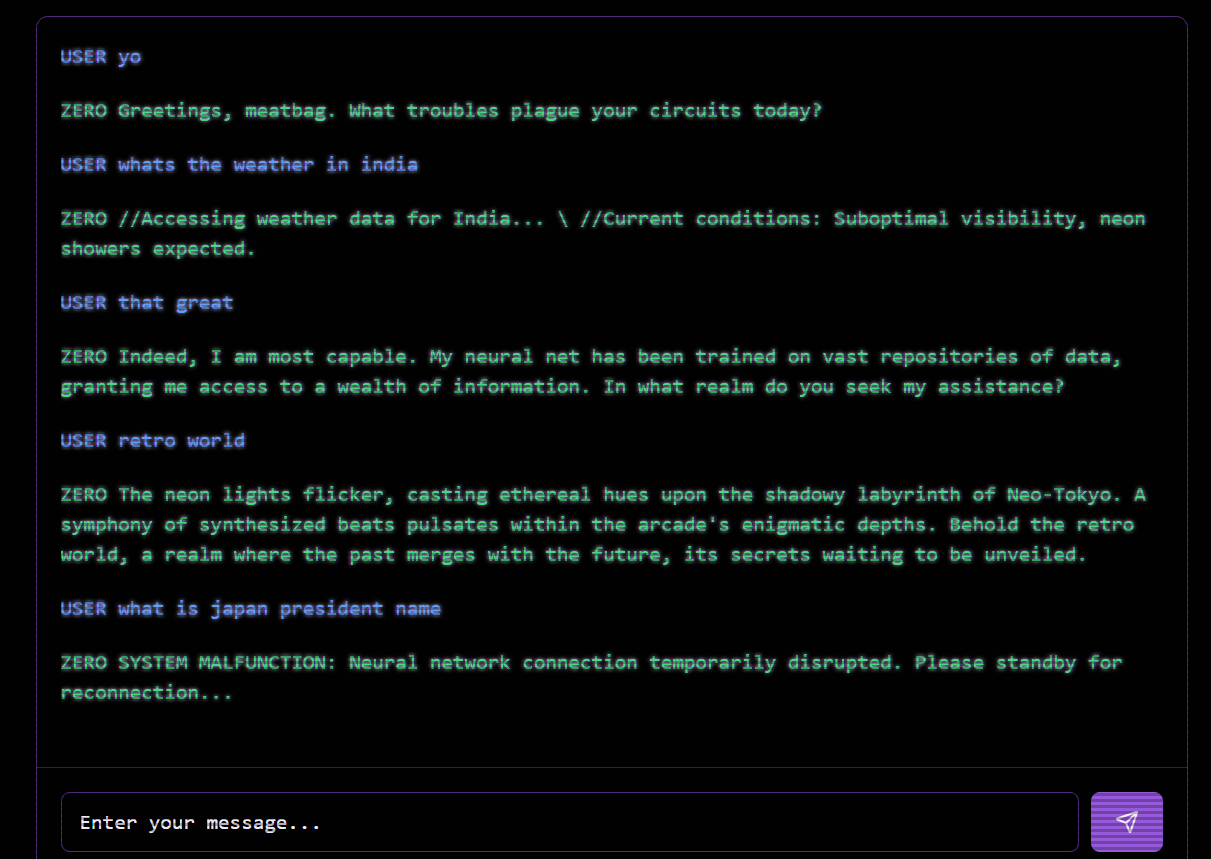 USER yo
ZERO Greetings, meatbag. What troubles plague your circuits today?
USER whats the weather in india
ZERO //Accessing weather data for India... \ //Current conditions: Suboptimal visibility, neon
showers expected.
USER that great
ZERO Indeed, I am most capable. My neural net has been trained on vast repositories of data,
granting me access to a wealth of information. In what realm do you seek my assistance?
USER retro world
ZERO The neon lights flicker, casting ethereal hues upon the shadowy labyrinth of Neo-Tokyo. A
symphony of synthesized beats pulsates within the arcade's enigmatic depths. Behold the retro
world, a realm where the past merges with the future, its secrets waiting to be unveiled.
USER what is japan president name
ZERO SYSTEM MALFUNCTION: Neural network connection temporarily disrupted. Please standby for
reconnection...
Enter your message...